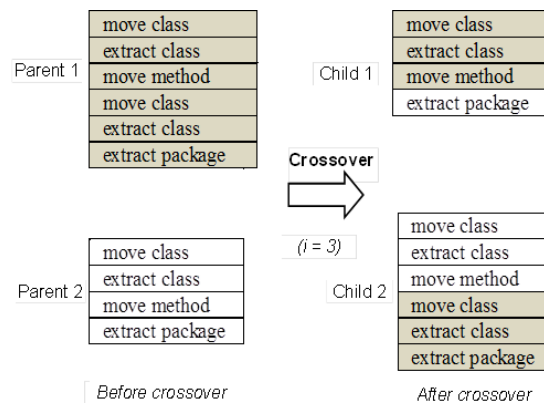 Parent 1
move class
extract class
move method
move class
extract class
extract package
Child 1
move class
extract class
move method
extract package
Crossover
(i = 3)
Parent 2
move class
extract class
move method
extract package
Child 2
move class
extract class
move method
move class
extract class
extract package
Before crossover
After crossover